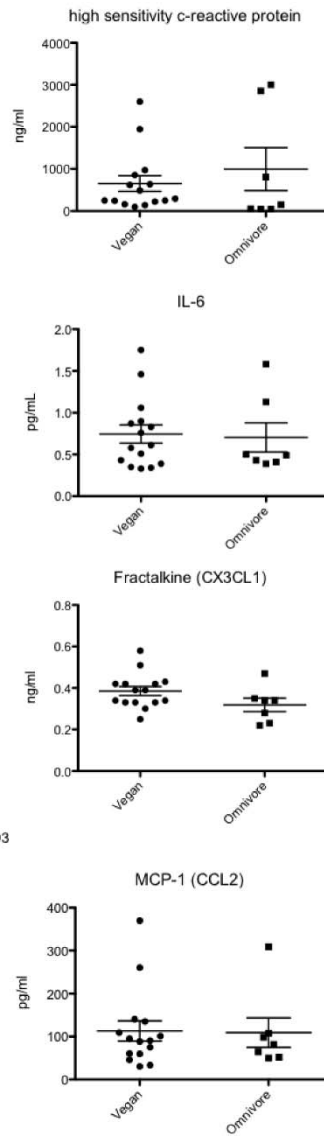 high sensitivity c-reactive protein
4000
3000
2000
1000
0
ng/ml
Vegan
Omnivore
IL-6
2.0
1.5
1.0
0.5
0.0
pg/mL
Vegan
Omnivore
Fractalkine (CX3CL1)
0.8
0.6
0.4
0.2
0.0
ng/ml
Vegan
Omnivore
MCP-1 (CCL2)
400
300
200
100
0
pg/ml
Vegan
Omnivore